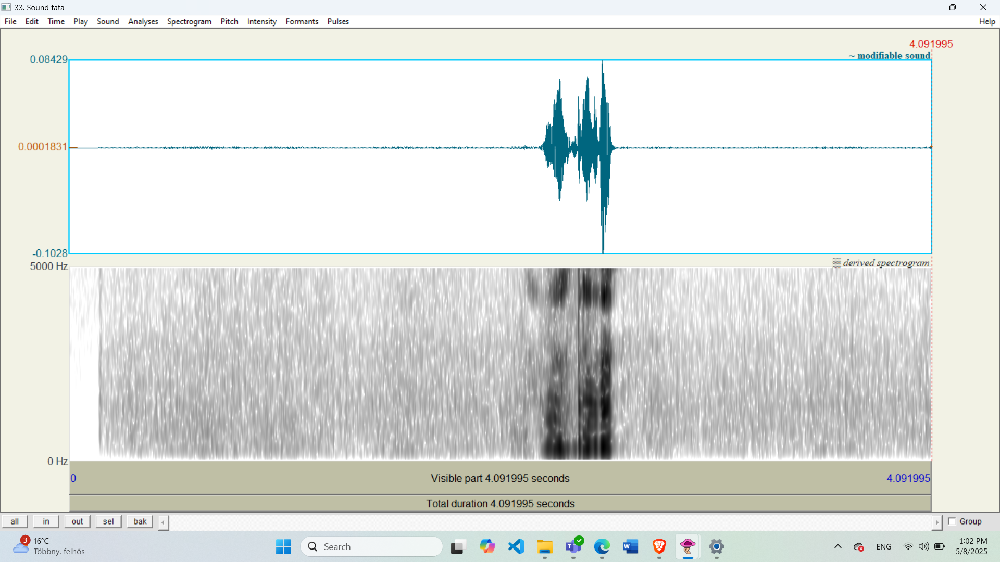 33. Sound tata
File Edit Time Play Sound Analyses Spectrogram Pitch Intensity Formants Pulses Help
4.091995
0.08429
~ modifiable sound
0.0001831
-0.1028
5000 Hz
derived spectrogram
0 Hz
0 Visible part 4.091995 seconds 4.091995
Total duration 4.091995 seconds
all in out sel bak Group
3
16°C
Többny. felhős
Search
ENG
1:02 PM
5/8/2025